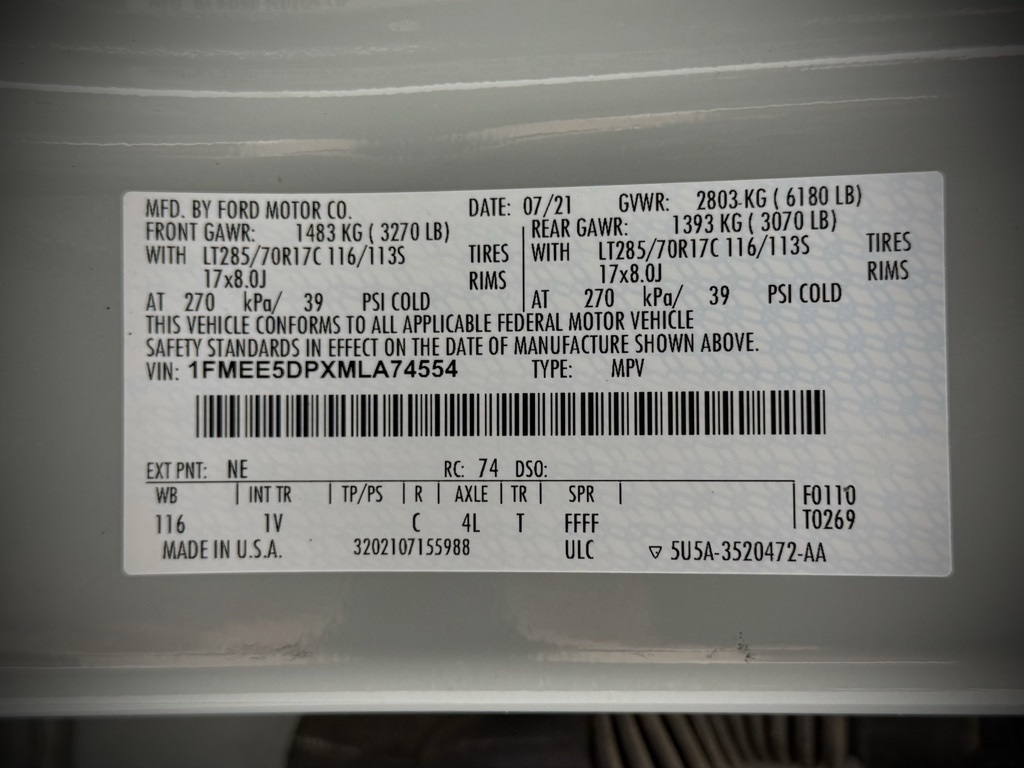 MFD. BY FORD MOTOR CO. DATE: 07/21 GVWR: 2803 KG ( 6180 LB)
FRONT GAWR: 1483 KG ( 3270 LB) REAR GAWR: 1393 KG ( 3070 LB)
WITH LT285/70R17C 116/113S TIRES WITH LT285/70R17C 116/113S TIRES
17x8.0J RIMS 17x8.0J RIMS
AT 270 kPa/ 39 PSI COLD AT 270 kPa/ 39 PSI COLD
THIS VEHICLE CONFORMS TO ALL APPLICABLE FEDERAL MOTOR VEHICLE
SAFETY STANDARDS IN EFFECT ON THE DATE OF MANUFACTURE SHOWN ABOVE.
VIN: 1FMEE5DPXMLA74554 TYPE: MPV
EXT PNT: NE RC: 74 DSO:
WB INT TR TP/PS R AXLE TR SPR F0110
116 1V C 4L T FFFF T0269
MADE IN U.S.A. 3202107155988 ULC ▽ 5U5A-3520472-AA